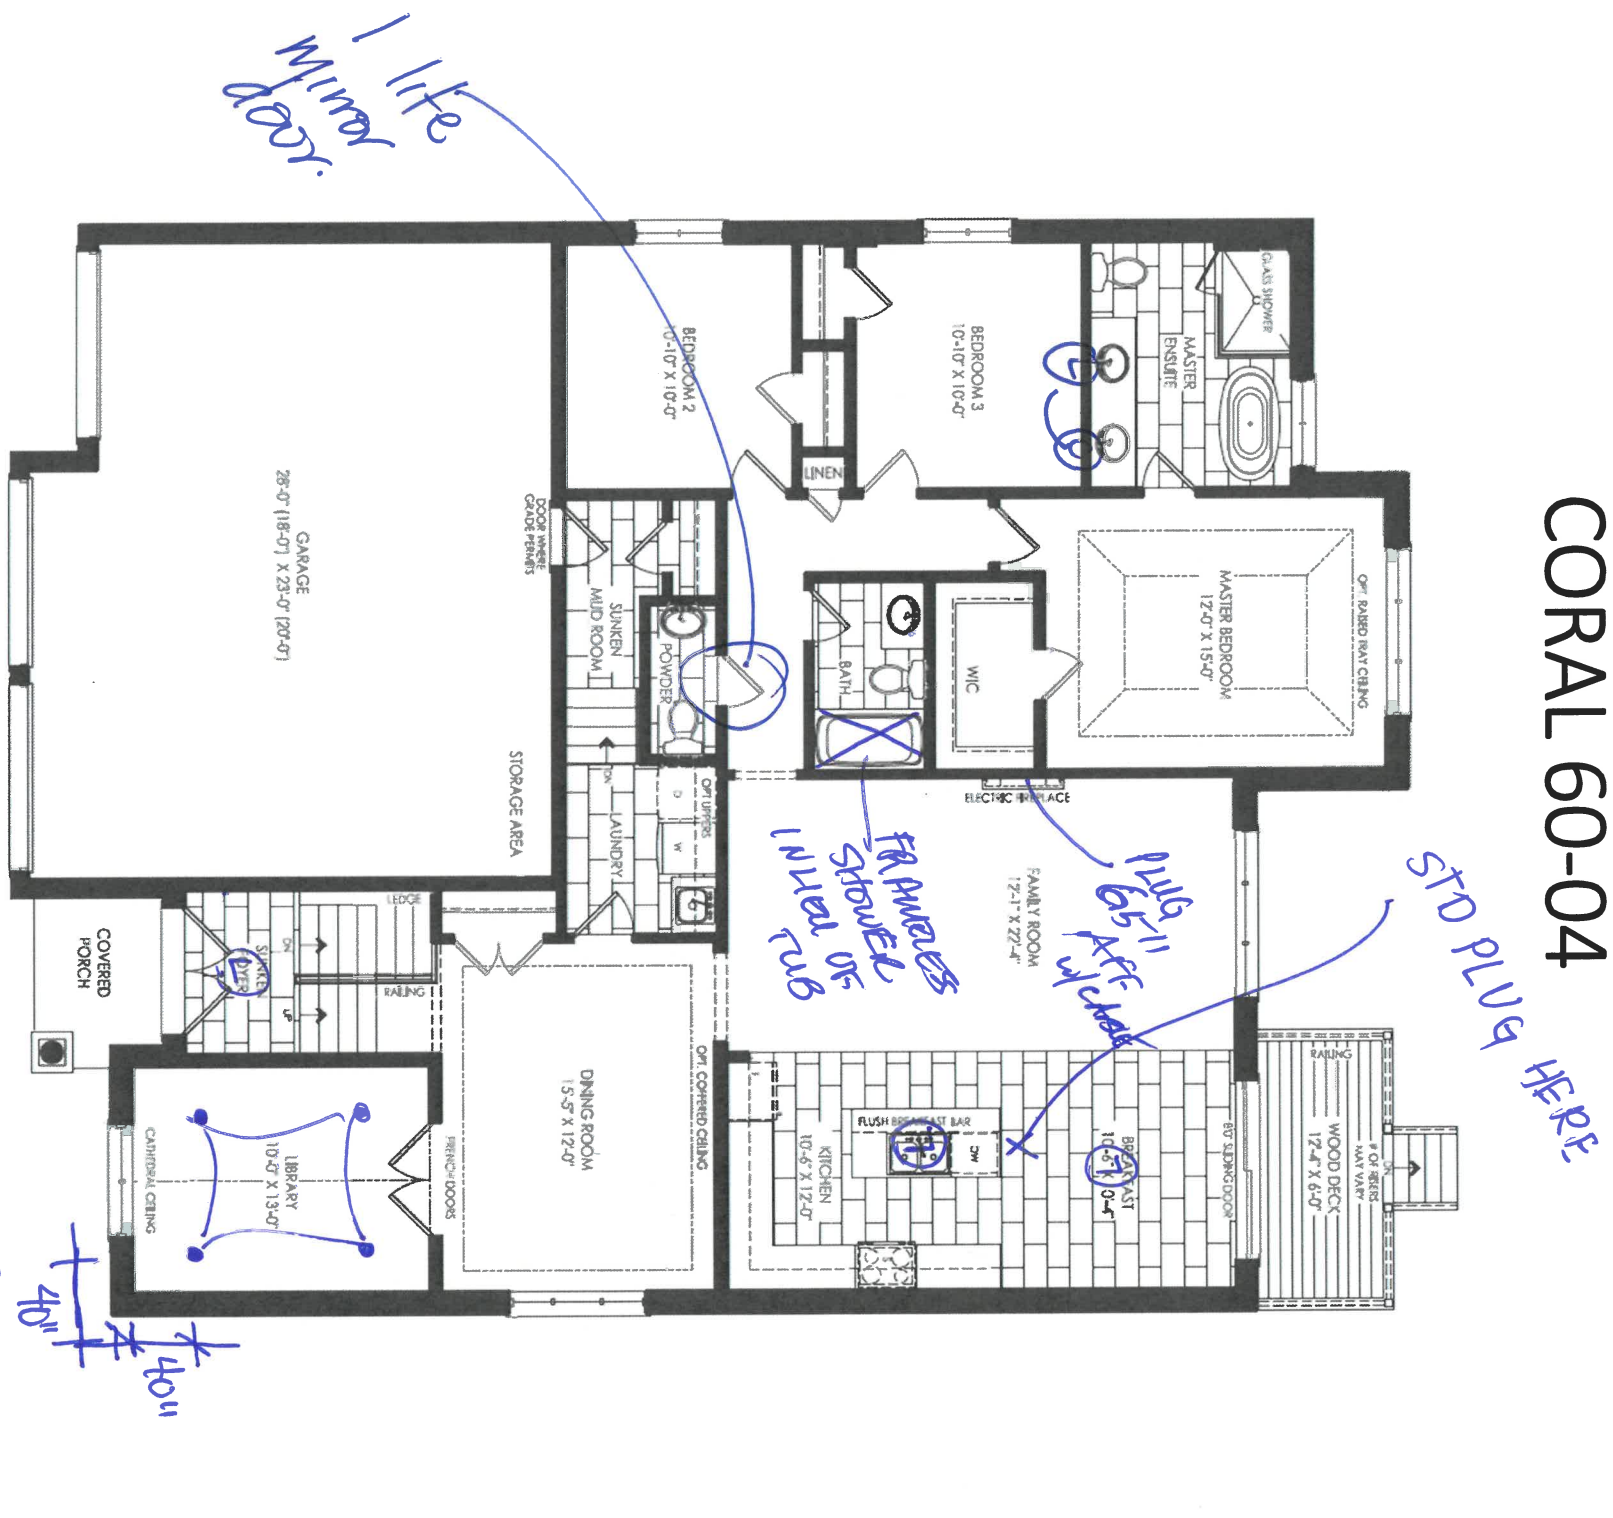 CORAL 60-04
1 lite
mirror
door.
GLASS SHOWER
MASTER
ENSUITE
BEDROOM 3
10'-10" X 10'-0"
BEDROOM 2
10'-10" X 10'-0"
LINEN
OPT. RAISED TRAY CEILING
MASTER BEDROOM
12'-0" X 15'-0"
WIC
BATH
DOOR WHERE
GRADE PERMITS
SUNKEN
MUD ROOM
POWDER
GARAGE
28'-0" (18'-0") X 23'-0" (20'-0")
STORAGE AREA
DN
D
W
OPT UPPERS
LAUNDRY
ELECTRIC FIREPLACE
FAMILY ROOM
12'-1" X 22'-4"
PLUG
65"
AFF
FRAMELESS
SHOWER
IN LIEU OF
TUB
STD PLUG HERE
LEDGE
DN
SUNKEN
FOYER
RAILING
UP
COVERED
PORCH
OPT. COFFERED CEILING
DINING ROOM
15'-5" X 12'-0"
FRENCH DOORS
LIBRARY
10'-0" X 13'-0"
CATHEDRAL CEILING
FLUSH BREAKFAST BAR
DW
KITCHEN
10'-6" X 12'-0"
BREAKFAST
8'0" SLIDING DOOR
RAILING
WOOD DECK
12'-4" X 6'-0"
# OF RISERS
MAY VARY
DN
40"
40"